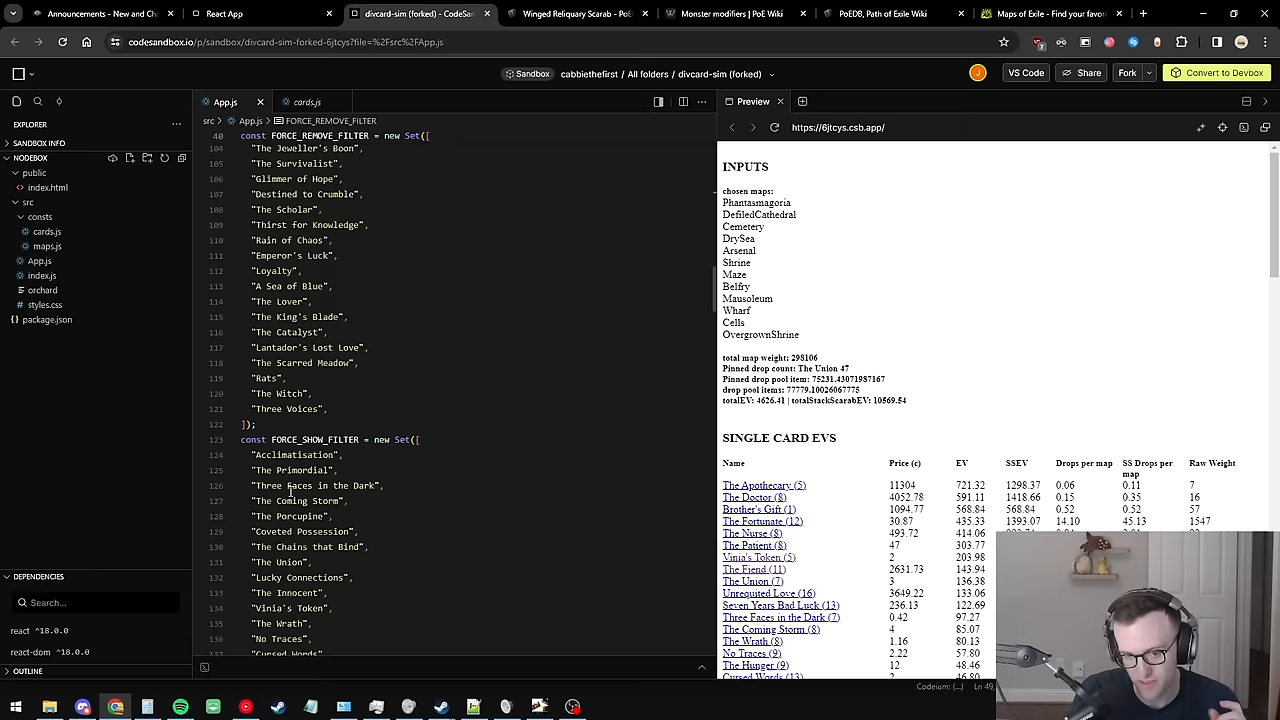 Announcements - New and Ch
React App
divcard-sim (forked) - CodeSan
Winged Reliquary Scarab - PoE
Monster modifiers | PoE Wiki
PoEDB, Path of Exile Wiki
Maps of Exile - Find your favor
codesandbox.io/p/sandbox/divcard-sim-forked-6jtcys?file=%2Fsrc%2FApp.js
Sandbox
cabbiethefirst / All folders / divcard-sim (forked)
J
VS Code
Share
Fork
Convert to Devbox
EXPLORER
SANDBOX INFO
NODEBOX
public
index.html
src
consts
cards.js
maps.js
App.js
index.js
orchard
styles.css
package.json
DEPENDENCIES
Search...
react ^18.0.0
react-dom ^18.0.0
OUTLINE
App.js
cards.js
src > App.js > FORCE_REMOVE_FILTER
40 const FORCE_REMOVE_FILTER = new Set([
104 "The Jeweller's Boon",
105 "The Survivalist",
106 "Glimmer of Hope",
107 "Destined to Crumble",
108 "The Scholar",
109 "Thirst for Knowledge",
110 "Rain of Chaos",
111 "Emperor's Luck",
112 "Loyalty",
113 "A Sea of Blue",
114 "The Lover",
115 "The King's Blade",
116 "The Catalyst",
117 "Lantador's Lost Love",
118 "The Scarred Meadow",
119 "Rats",
120 "The Witch",
121 "Three Voices",
122 ]);
123 const FORCE_SHOW_FILTER = new Set([
124 "Acclimatisation",
125 "The Primordial",
126 "Three Faces in the Dark",
127 "The Coming Storm",
128 "The Porcupine",
129 "Coveted Possession",
130 "The Chains that Bind",
131 "The Union",
132 "Lucky Connections",
133 "The Innocent",
134 "Vinia's Token",
135 "The Wrath",
136 "No Traces",
137 "Cursed Words",
Preview
https://6jtcys.csb.app/
INPUTS
chosen maps:
Phantasmagoria
DefiledCathedral
Cemetery
DrySea
Arsenal
Shrine
Maze
Belfry
Mausoleum
Wharf
Cells
OvergrownShrine
total map weight: 298106
Pinned drop count: The Union 47
Pinned drop pool item: 75231.43071987167
drop pool items: 77779.10026067775
totalEV: 4626.41 | totalStackScarabEV: 10569.54
SINGLE CARD EVS
Name Price (c) EV SSEV Drops per map SS Drops per map Raw Weight
The Apothecary (5) 11304 721.32 1298.37 0.06 0.11 7
The Doctor (8) 4052.78 591.11 1418.66 0.15 0.35 16
Brother's Gift (1) 1094.77 568.84 568.84 0.52 0.52 57
The Fortunate (12) 30.87 435.33 1393.07 14.10 45.13 1547
The Nurse (8) 493.72 414.06
The Patient (8) 47 303.77
Vinia's Token (5) 2 203.98
The Fiend (11) 2631.73 143.94
The Union (7) 3 136.38
Unrequited Love (16) 3649.22 133.06
Seven Years Bad Luck (13) 236.13 122.69
Three Faces in the Dark (7) 0.42 97.27
The Coming Storm (8) 4 85.07
The Wrath (8) 1.16 80.13
No Traces (9) 2.22 57.80
The Hunger (9) 12 48.46
Cursed Words (13) 2 46.80
Codeium: {...}
Ln 49,